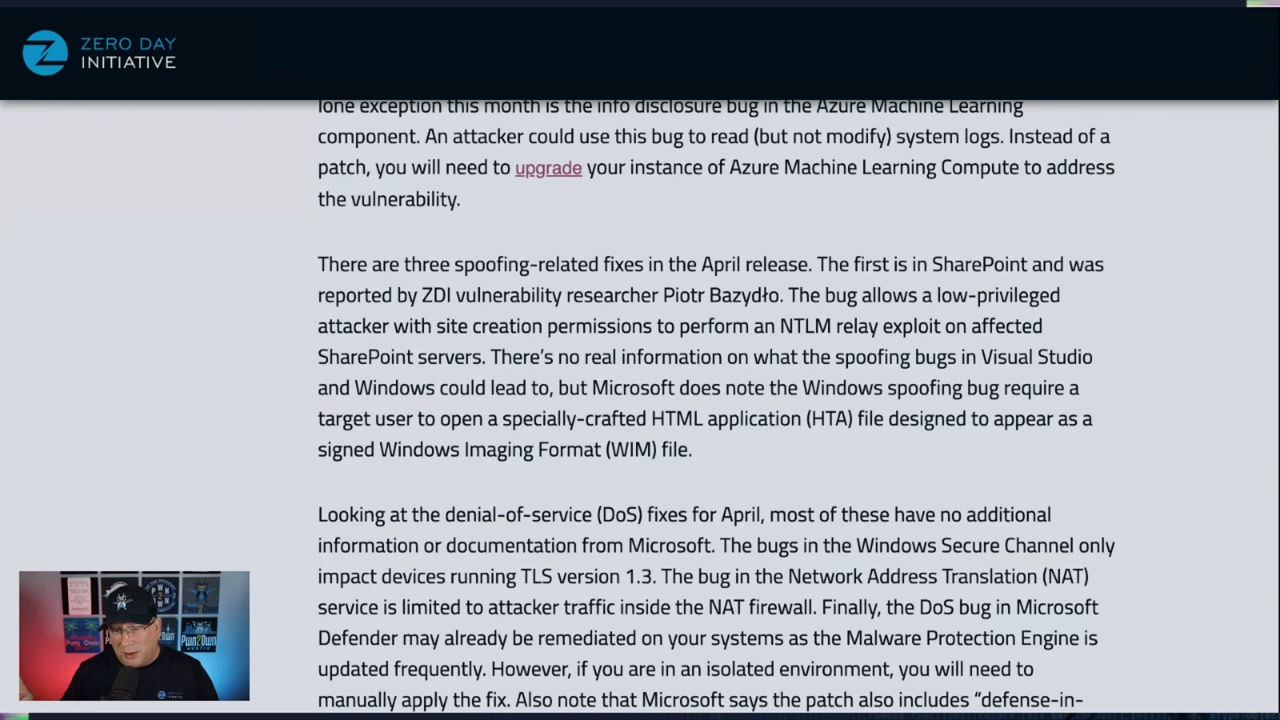 ZERO DAY
INITIATIVE
lone exception this month is the info disclosure bug in the Azure Machine Learning
component. An attacker could use this bug to read (but not modify) system logs. Instead of a
patch, you will need to upgrade your instance of Azure Machine Learning Compute to address
the vulnerability.
There are three spoofing-related fixes in the April release. The first is in SharePoint and was
reported by ZDI vulnerability researcher Piotr Bazydło. The bug allows a low-privileged
attacker with site creation permissions to perform an NTLM relay exploit on affected
SharePoint servers. There’s no real information on what the spoofing bugs in Visual Studio
and Windows could lead to, but Microsoft does note the Windows spoofing bug require a
target user to open a specially-crafted HTML application (HTA) file designed to appear as a
signed Windows Imaging Format (WIM) file.
Looking at the denial-of-service (DoS) fixes for April, most of these have no additional
information or documentation from Microsoft. The bugs in the Windows Secure Channel only
impact devices running TLS version 1.3. The bug in the Network Address Translation (NAT)
service is limited to attacker traffic inside the NAT firewall. Finally, the DoS bug in Microsoft
Defender may already be remediated on your systems as the Malware Protection Engine is
updated frequently. However, if you are in an isolated environment, you will need to
manually apply the fix. Also note that Microsoft says the patch also includes “defense-in-
Pwn2Own
AUSTIN